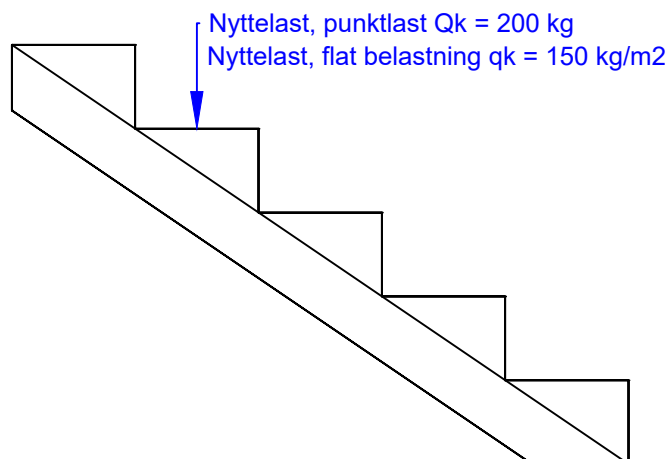 Nyttelast, punktlast Qk = 200 kg
Nyttelast, flat belastning qk = 150 kg/m2